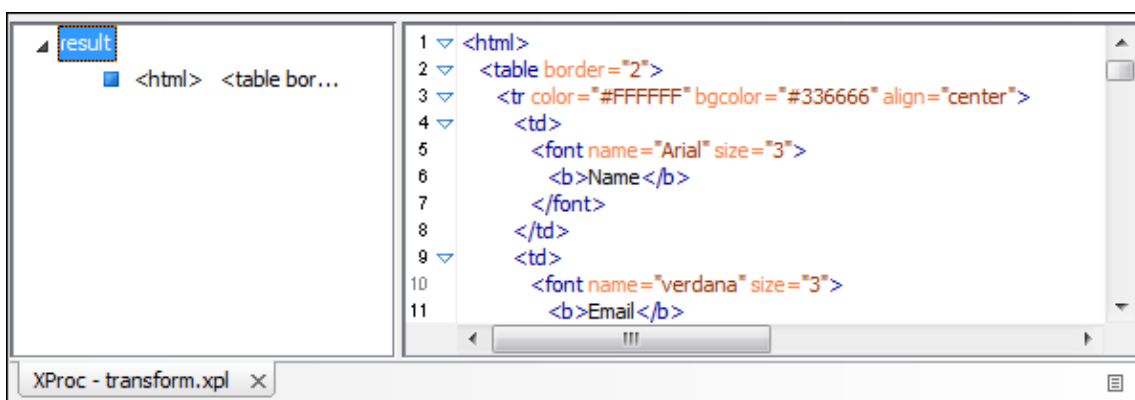 result
<html> <table bor...
1 <html>
2 <table border="2">
3 <tr color="#FFFFFF" bgcolor="#336666" align="center">
4 <td>
5 <font name="Arial" size="3">
6 <b>Name</b>
7 </font>
8 </td>
9 <td>
10 <font name="verdana" size="3">
11 <b>Email</b>
XProc - transform.xpl